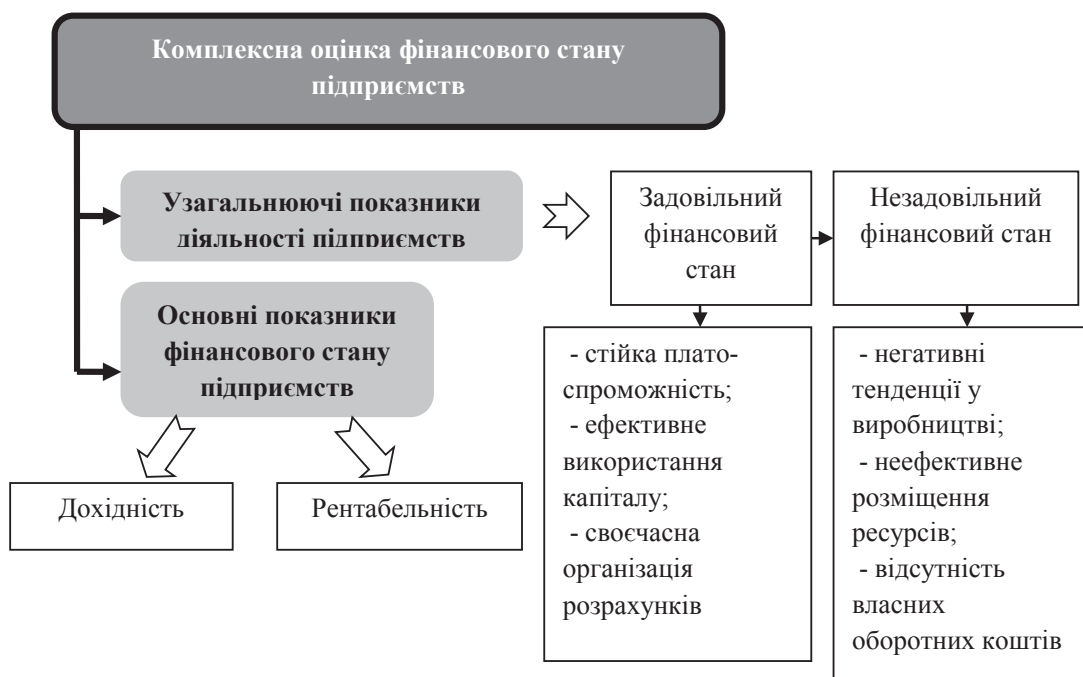 Комплексна оцінка фінансового стану
підприємств
Узагальнюючі показники
діяльності підприємств
Задовільний
фінансовий
стан
Незадовільний
фінансовий стан
Основні показники
фінансового стану
підприємств
Дохідність
Рентабельність
- стійка плато-
спроможність;
- ефективне
використання
капіталу;
- своєчасна
організація
розрахунків
- негативні
тенденції у
виробництві;
- неефективне
розміщення
ресурсів;
- відсутність
власних
оборотних коштів